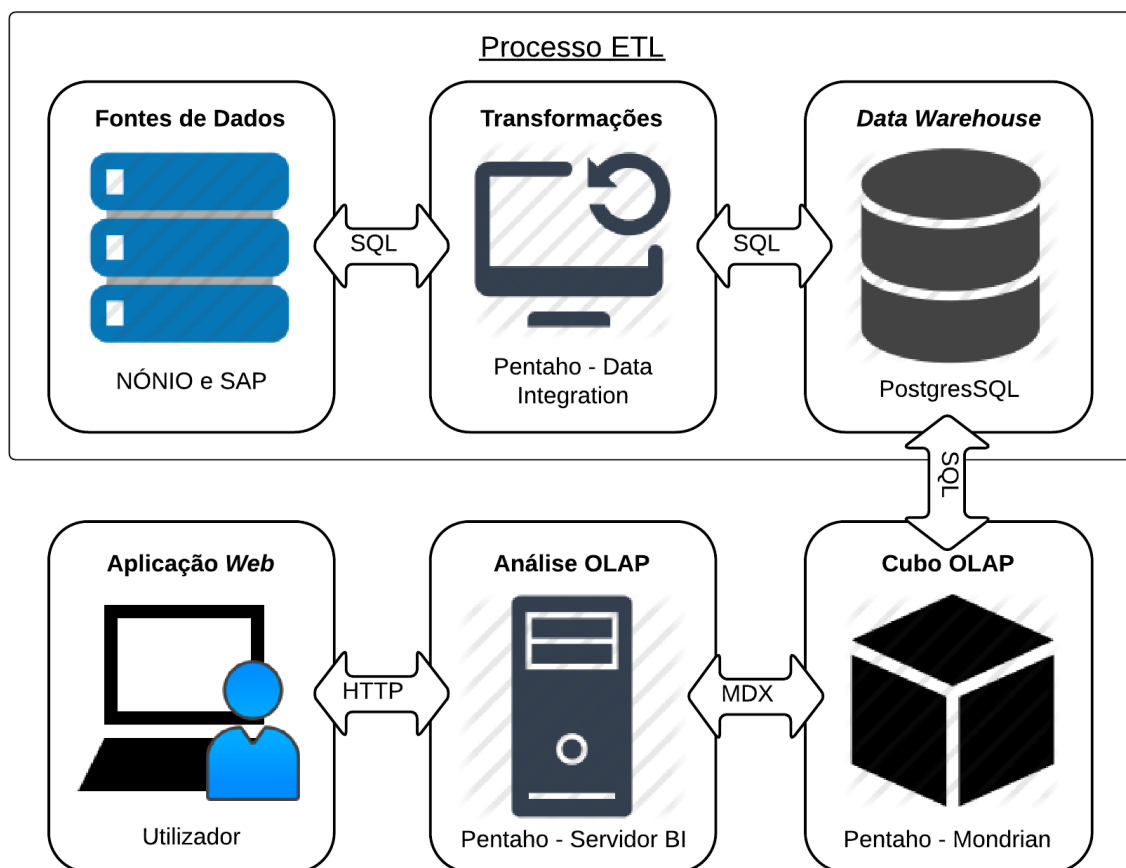 Processo ETL
Fontes de Dados
Transformações
Data Warehouse
SQL
SQL
NÓNIO e SAP
Pentaho - Data
Integration
PostgresSQL
SQL
Aplicação Web
Análise OLAP
Cubo OLAP
HTTP
MDX
Utilizador
Pentaho - Servidor BI
Pentaho - Mondrian